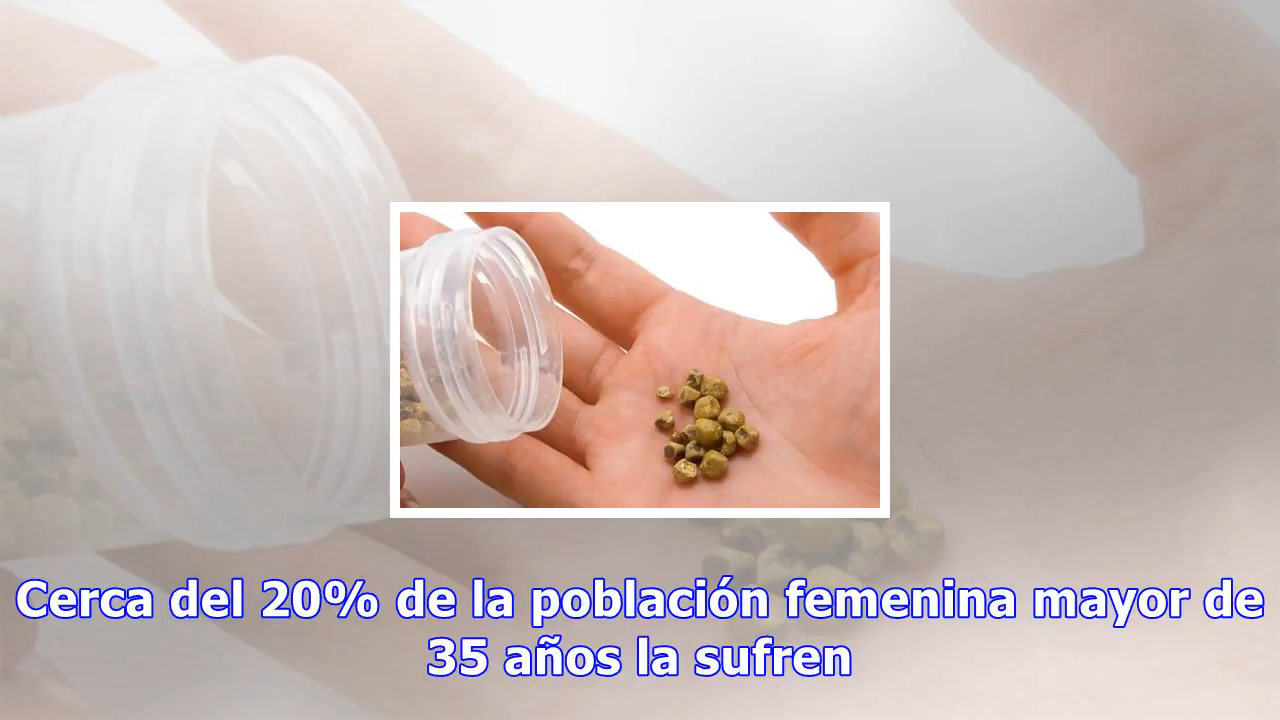 Cerca del 20% de la población femenina mayor de
35 años la sufren